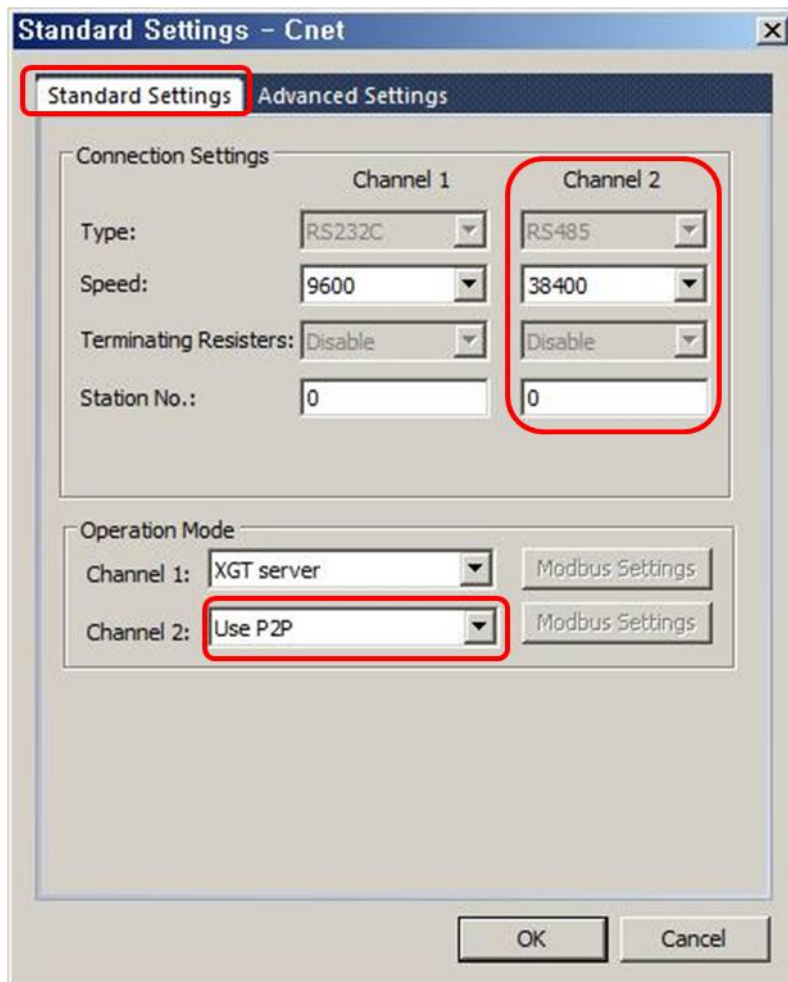 Standard Settings - Cnet
Standard Settings Advanced Settings
Connection Settings
Channel 1 Channel 2
Type: RS232C RS485
Speed: 9600 38400
Terminating Resisters: Disable Disable
Station No.: 0 0
Operation Mode
Channel 1: XGT server Modbus Settings
Channel 2: Use P2P Modbus Settings
OK Cancel